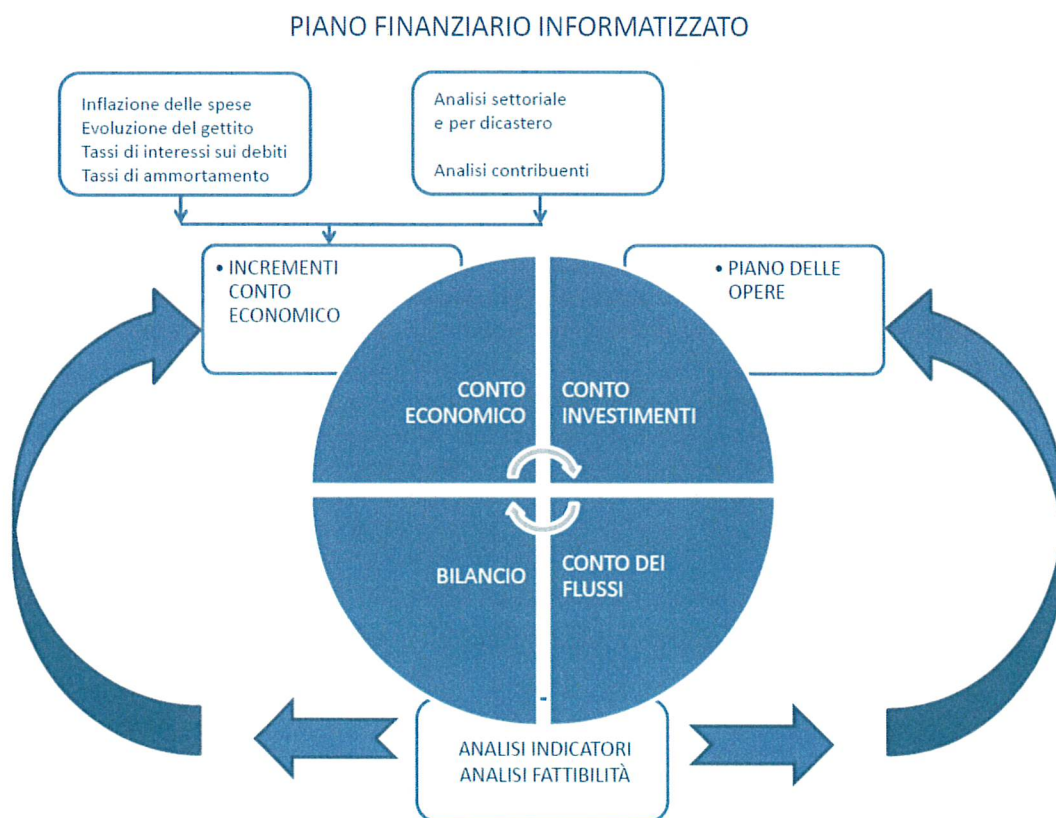 PIANO FINANZIARIO INFORMATIZZATO
Inflazione delle spese
Evoluzione del gettito
Tassi di interessi sui debiti
Tassi di ammortamento
Analisi settoriale
e per dicastero
Analisi contribuenti
• INCREMENTI
CONTO
ECONOMICO
• PIANO DELLE
OPERE
CONTO
ECONOMICO
CONTO
INVESTIMENTI
BILANCIO
CONTO DEI
FLUSSI
ANALISI INDICATORI
ANALISI FATTIBILITÀ